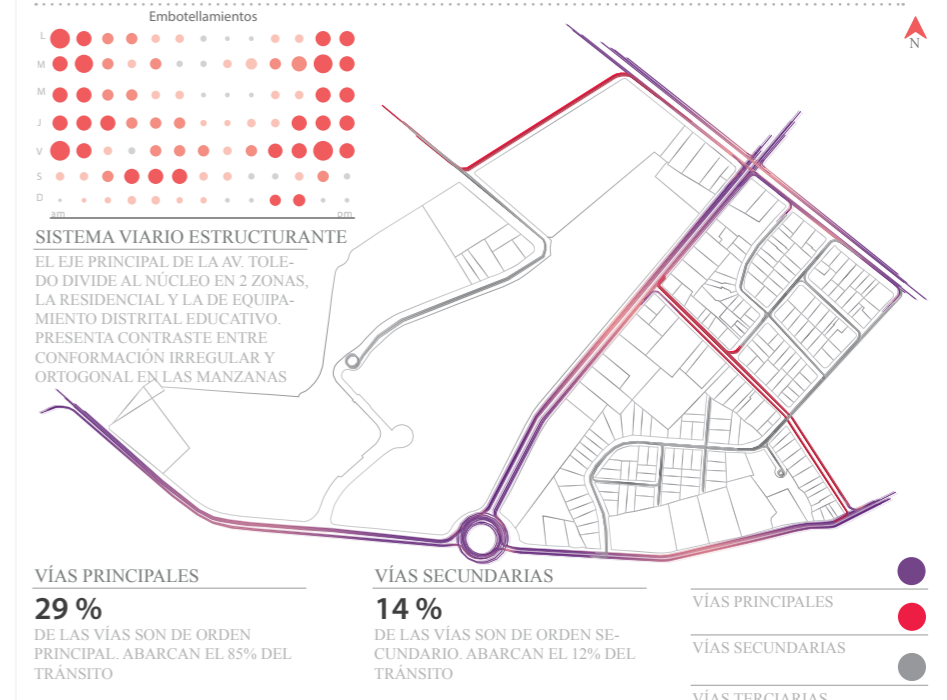 Embotellamientos
N
L
M
M
J
V
S
D
am pm
SISTEMA VIARIO ESTRUCTURANTE
EL EJE PRINCIPAL DE LA AV. TOLE-
DO DIVIDE AL NÚCLEO EN 2 ZONAS,
LA RESIDENCIAL Y LA DE EQUIPA-
MIENTO DISTRITAL EDUCATIVO.
PRESENTA CONTRASTE ENTRE
CONFORMACIÓN IRREGULAR Y
ORTOGONAL EN LAS MANZANAS
VÍAS PRINCIPALES
29 %
DE LAS VÍAS SON DE ORDEN
PRINCIPAL. ABARCAN EL 85% DEL
TRÁNSITO
VÍAS SECUNDARIAS
14 %
DE LAS VÍAS SON DE ORDEN SE-
CUNDARIO. ABARCAN EL 12% DEL
TRÁNSITO
VÍAS PRINCIPALES
VÍAS SECUNDARIAS
VÍAS TERCIARIAS